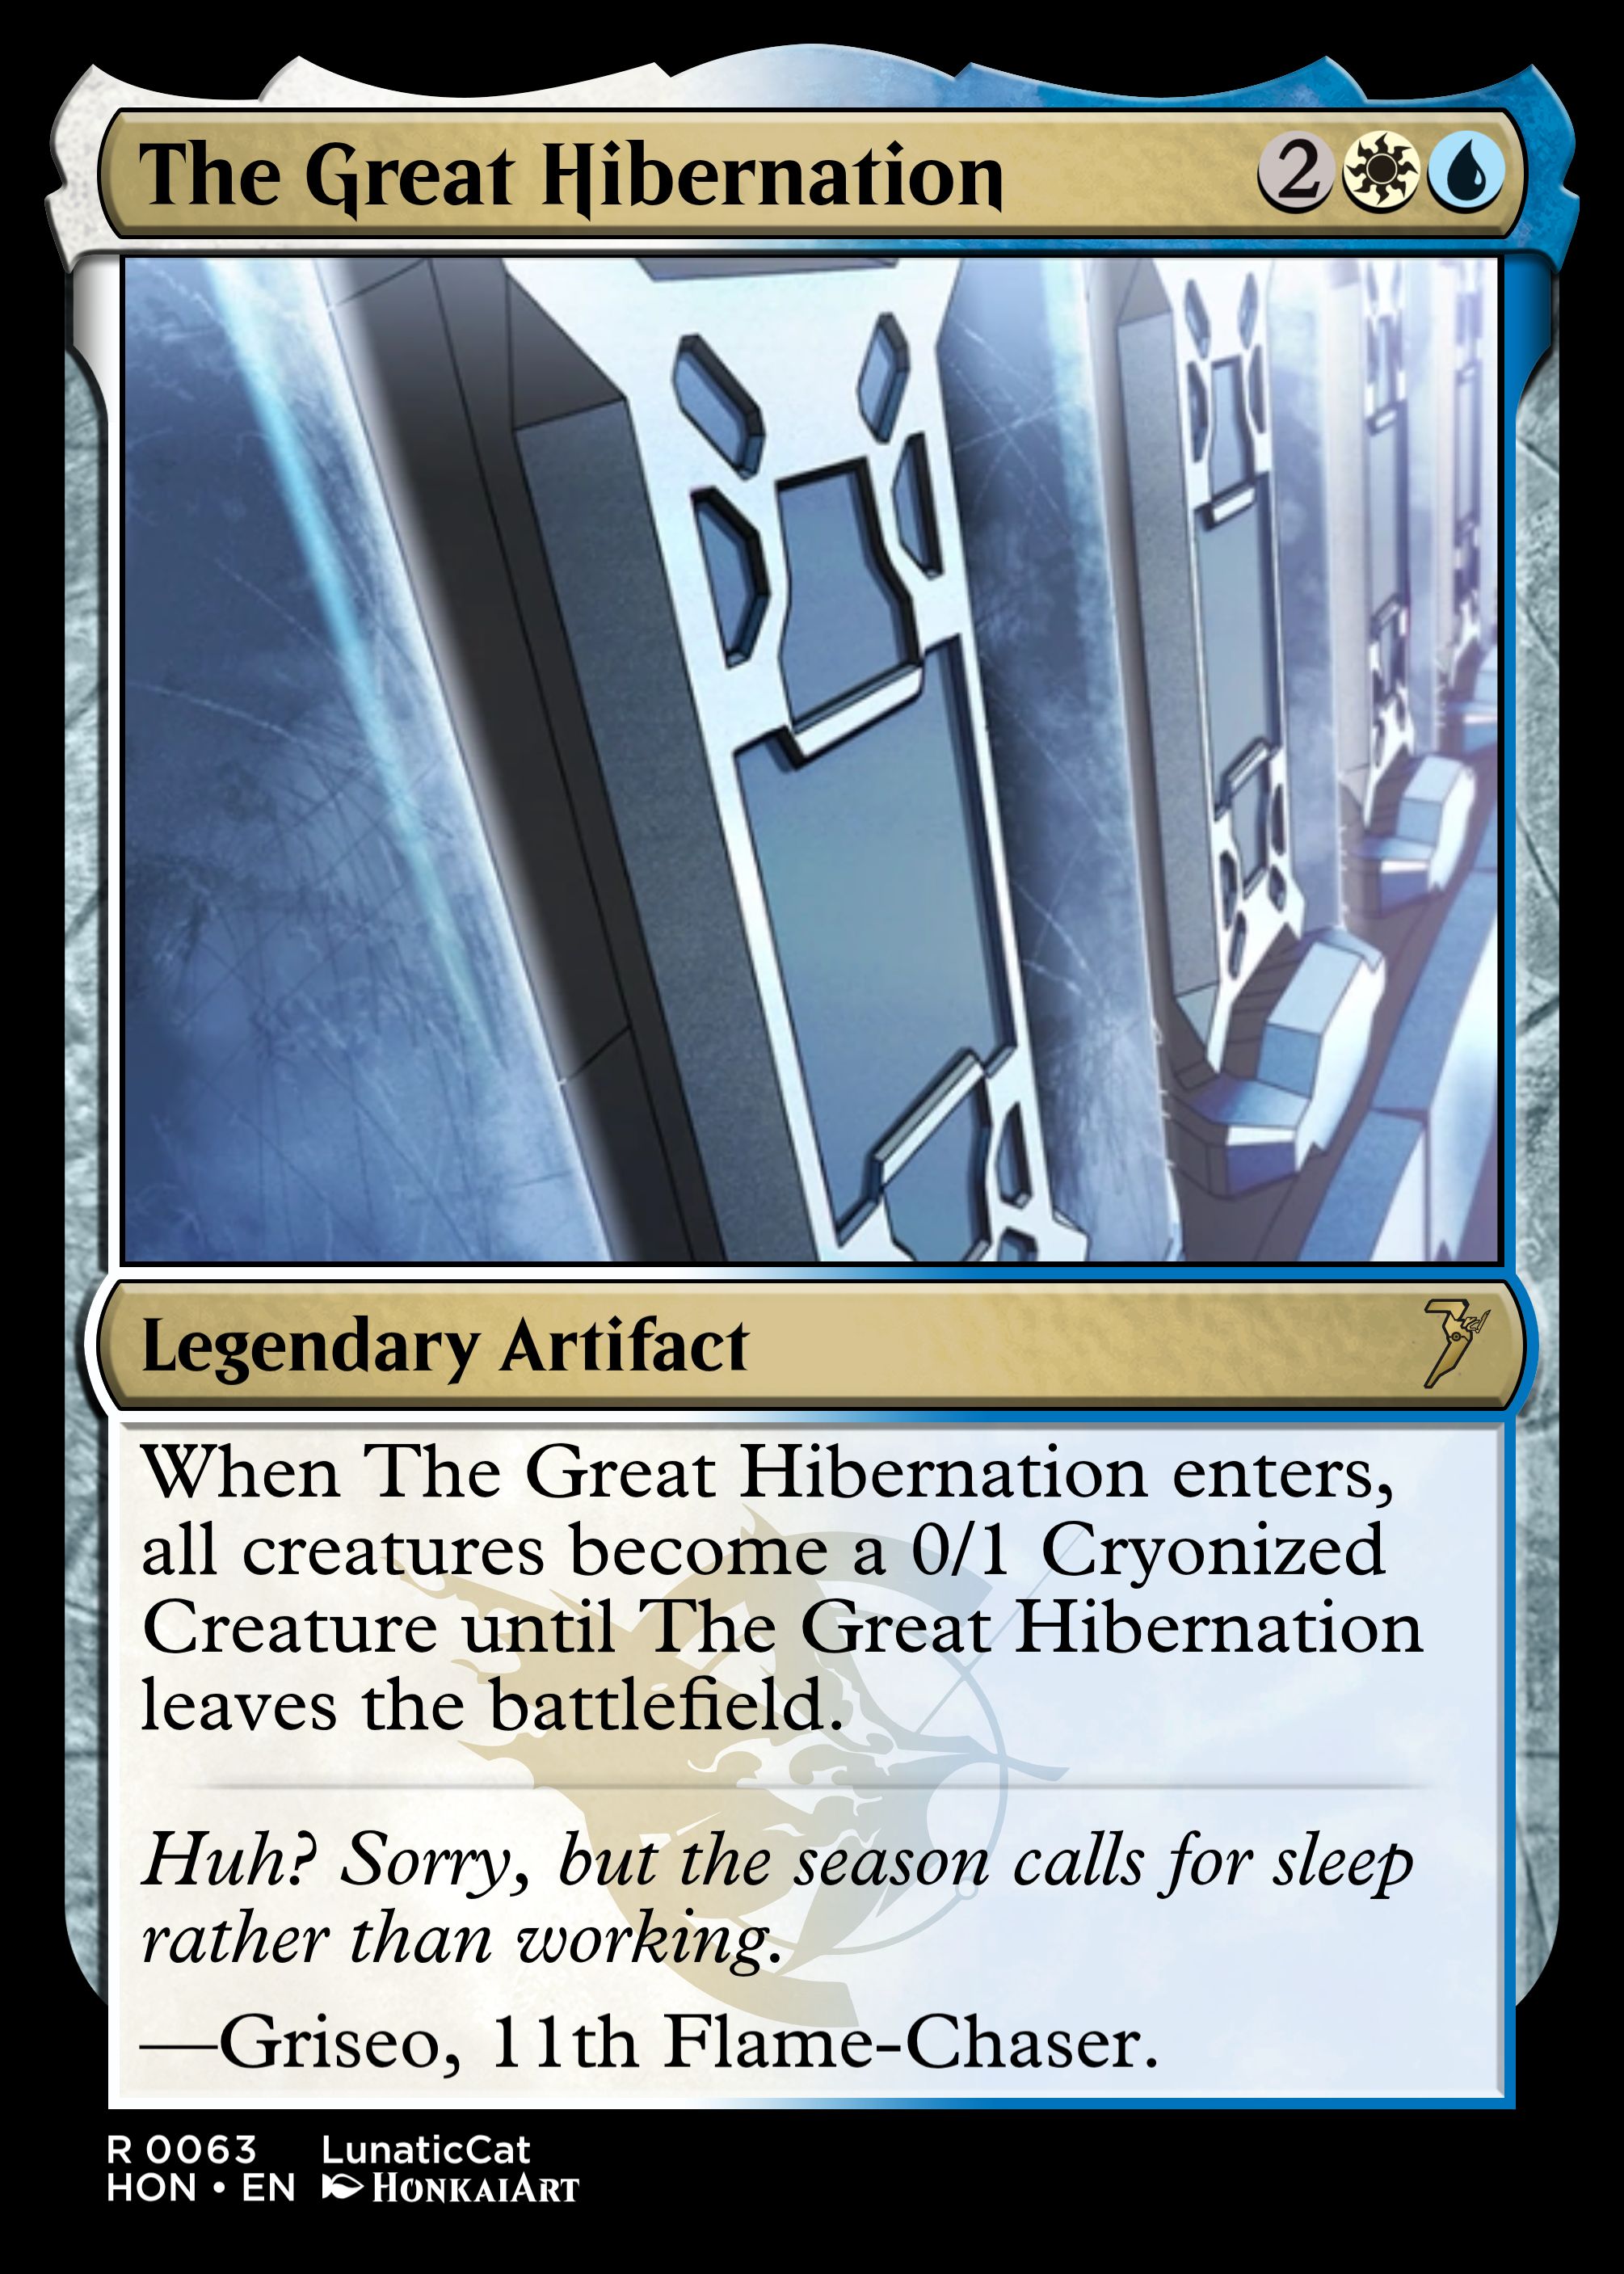 The Great Hibernation 2
Legendary Artifact
When The Great Hibernation enters,
all creatures become a 0/1 Cryonized
Creature until The Great Hibernation
leaves the battlefield.
Huh? Sorry, but the season calls for sleep
rather than working.
—Griseo, 11th Flame-Chaser.
R 0063 LunaticCat
HON • EN HonkaiArt